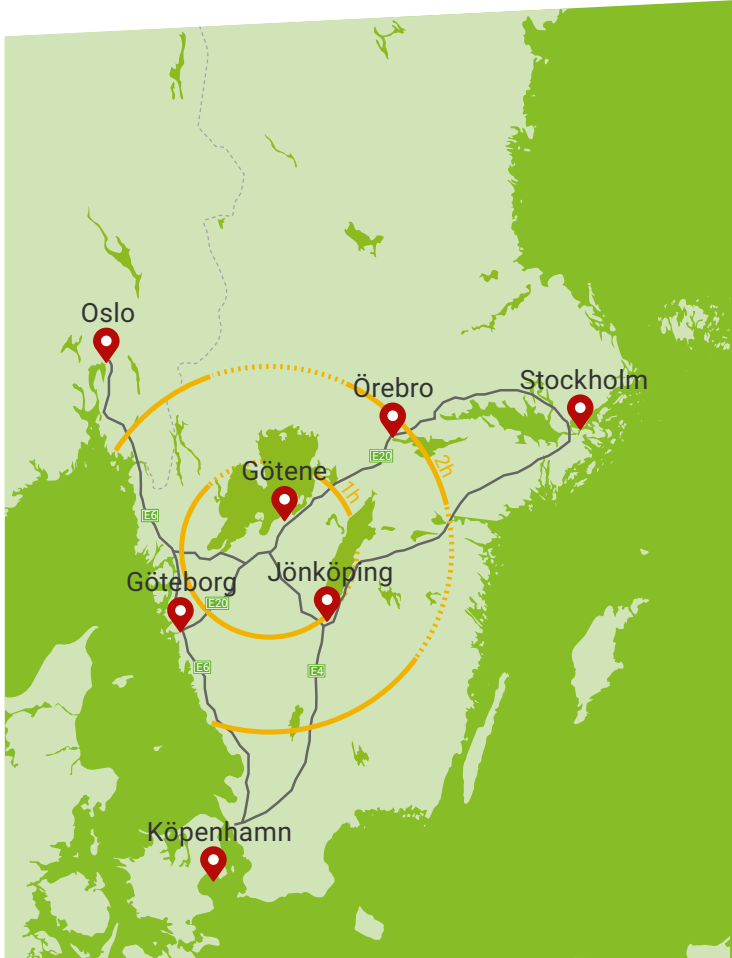 Oslo
Örebro
Stockholm
E20
2h
Götene
1h
E6
Göteborg
Jönköping
E20
E6
E4
Köpenhamn